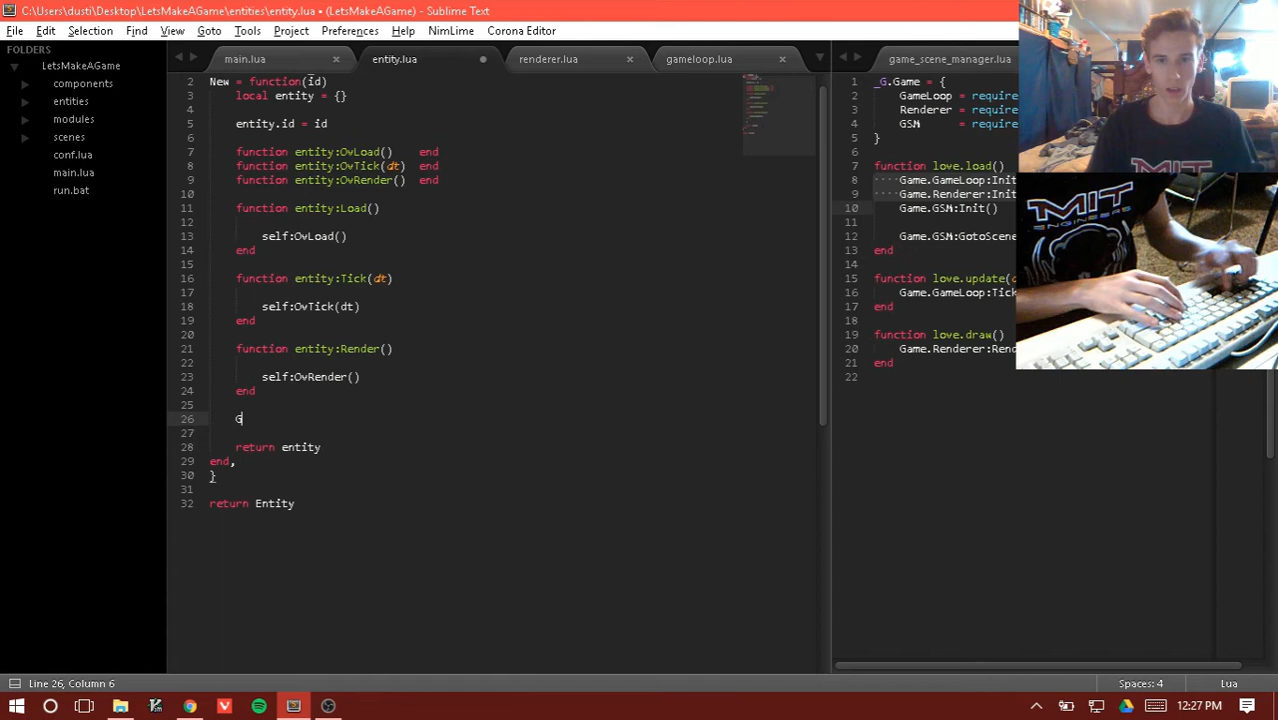 C:\Users\dusti\Desktop\LetsMakeAGame\entities\entity.lua • (LetsMakeAGame) - Sublime Text
File Edit Selection Find View Goto Tools Project Preferences Help NimLime Corona Editor
FOLDERS
LetsMakeAGame
components
entities
modules
scenes
conf.lua
main.lua
run.bat
main.lua × entity.lua renderer.lua × gameloop.lua ×
2 New = function(id)
3 local entity = {}
4
5 entity.id = id
6
7 function entity:OvLoad() end
8 function entity:OvTick(dt) end
9 function entity:OvRender() end
10
11 function entity:Load()
12
13 self:OvLoad()
14 end
15
16 function entity:Tick(dt)
17
18 self:OvTick(dt)
19 end
20
21 function entity:Render()
22
23 self:OvRender()
24 end
25
26 G
27
28 return entity
29 end,
30 }
31
32 return Entity
game_scene_manager.lua
1 _G.Game = {
2 GameLoop = require
3 Renderer = require
4 GSM = require
5 }
6
7 function love.load()
8 Game.GameLoop:Init
9 Game.Renderer:Init
10 Game.GSM:Init()
11
12 Game.GSM:GotoScene
13 end
14
15 function love.update(
16 Game.GameLoop:Tick
17 end
18
19 function love.draw()
20 Game.Renderer:Ren
21 end
22
MIT
MIT
ENGINEERS
Line 26, Column 6
Spaces: 4
Lua
12:27 PM